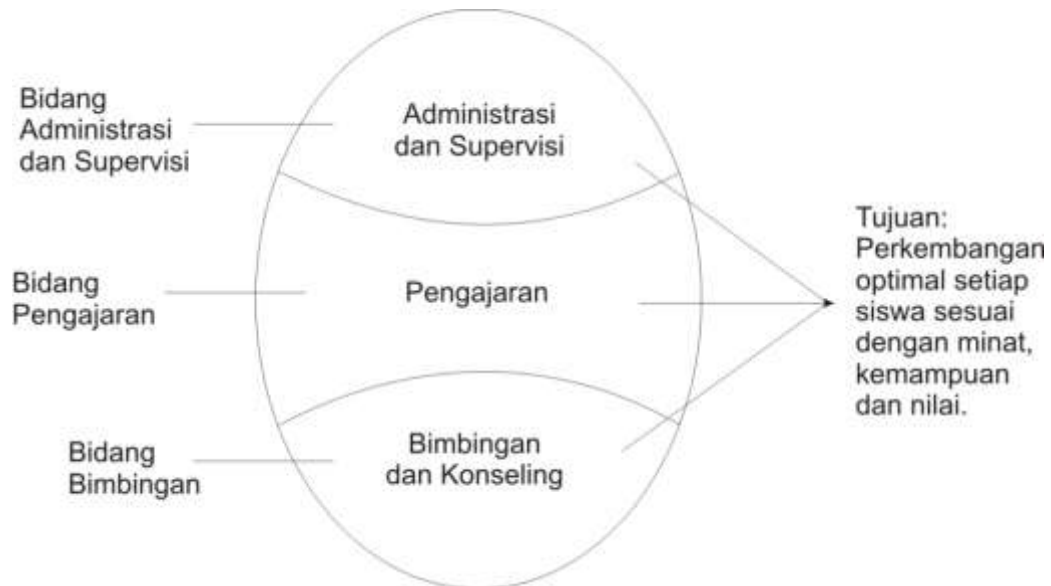 Bidang
Administrasi
dan Supervisi
Administrasi
dan Supervisi
Bidang
Pengajaran
Pengajaran
Bidang
Bimbingan
Bimbingan
dan Konseling
Tujuan:
Perkembangan
optimal setiap
siswa sesuai
dengan minat,
kemampuan
dan nilai.